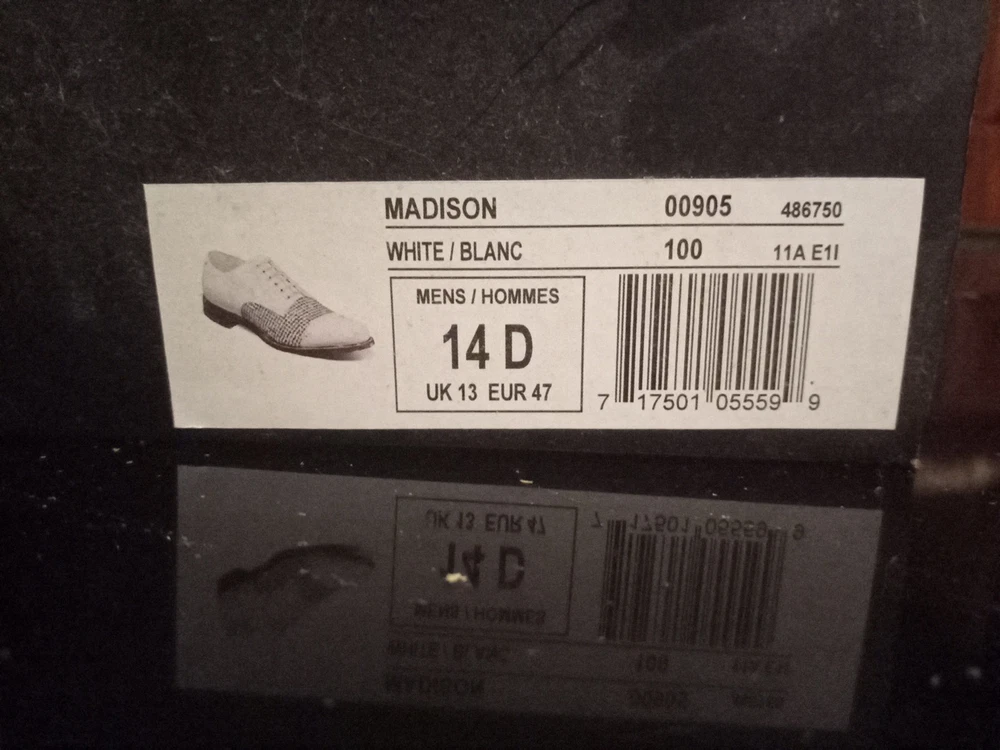 MADISON 00905 486750
WHITE / BLANC 100 11A E1I
MENS / HOMMES
14 D
UK 13 EUR 47
7 17501 05559 9